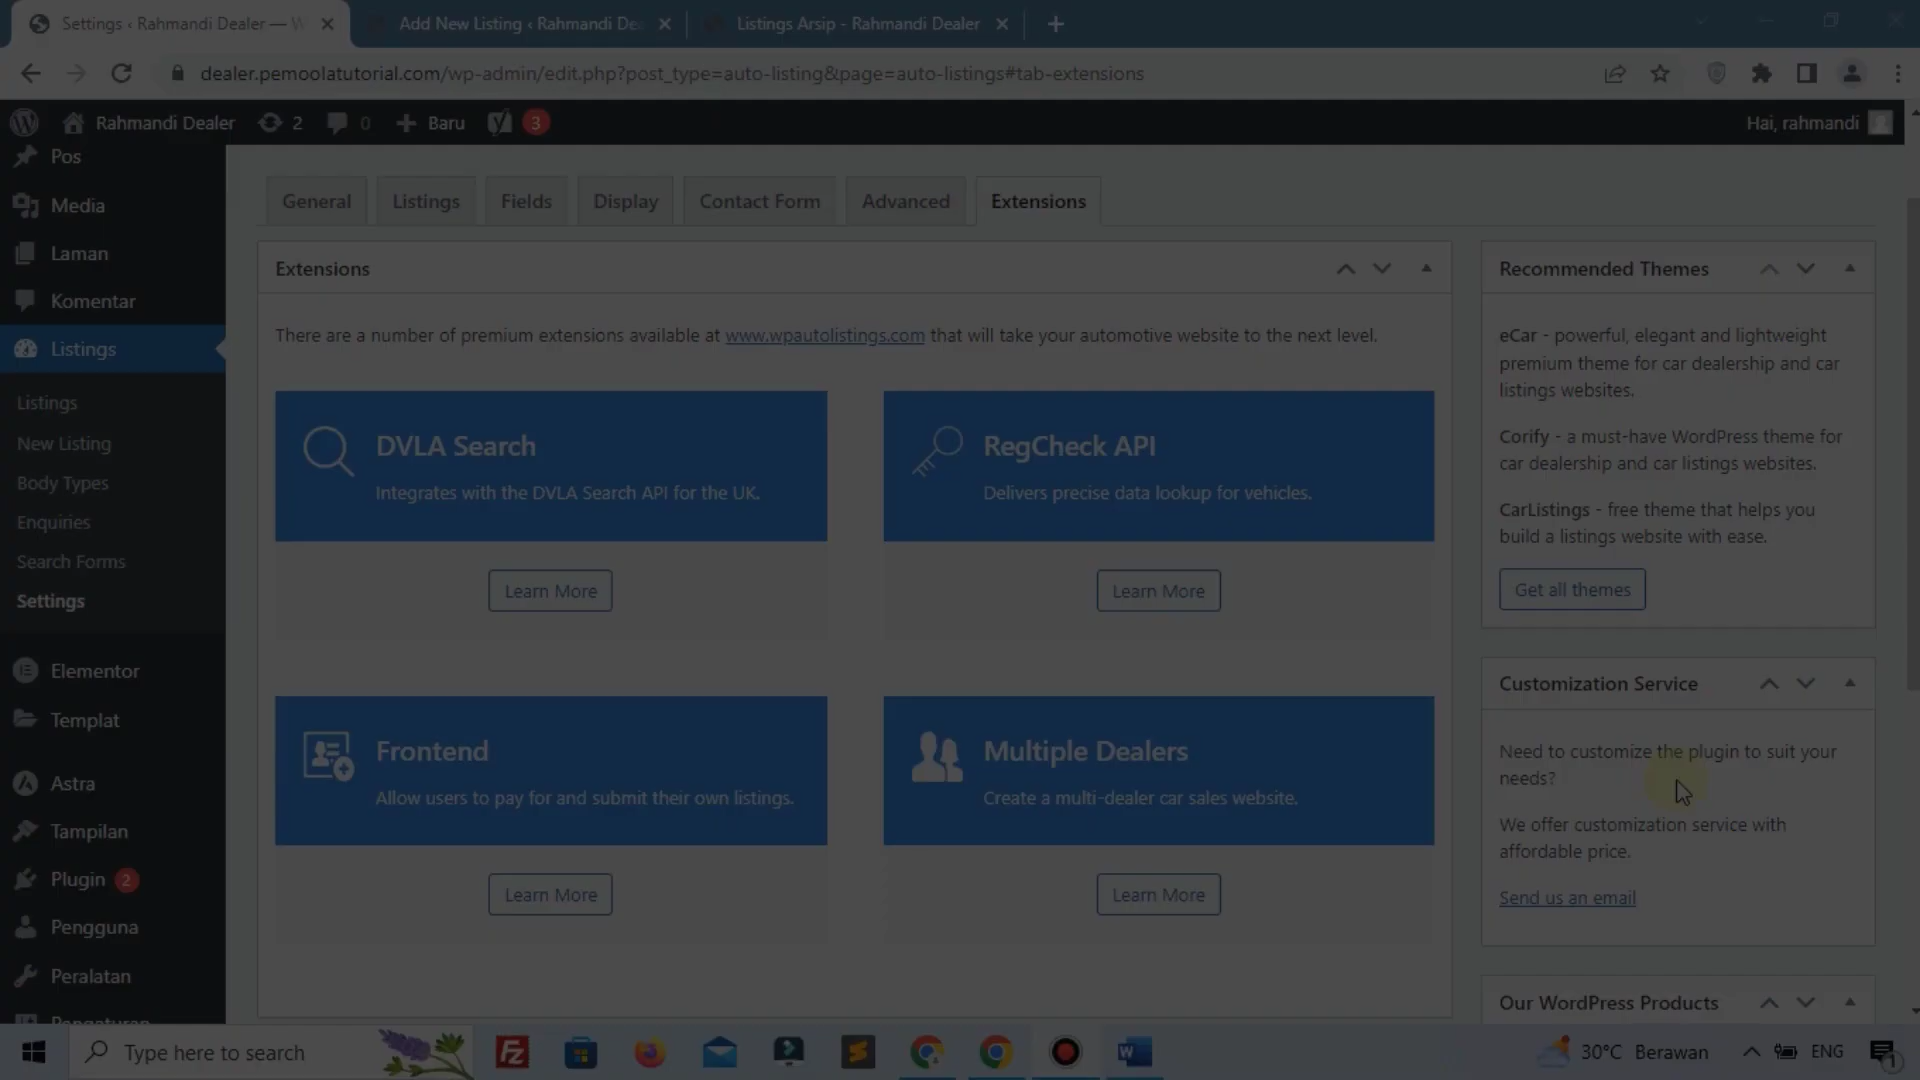 Settings ‹ Rahmandi Dealer —
Add New Listing ‹ Rahmandi
Listings Arsip - Rahmandi Dealer
dealer.pemoolatutorial.com/wp-admin/edit.php?post_type=auto-listing&page=auto-listings#tab-extensions
Rahmandi Dealer
2
0
Baru
3
Hai, rahmandi
Pos
Media
Laman
Komentar
Listings
Listings
New Listing
Body Types
Enquiries
Search Forms
Settings
Elementor
Templat
Astra
Tampilan
Plugin 2
Pengguna
Peralatan
Pengaturan
General
Listings
Fields
Display
Contact Form
Advanced
Extensions
Extensions
There are a number of premium extensions available at www.wpautolistings.com that will take your automotive website to the next level.
DVLA Search
Integrates with the DVLA Search API for the UK.
Learn More
RegCheck API
Delivers precise data lookup for vehicles.
Learn More
Frontend
Allow users to pay for and submit their own listings.
Learn More
Multiple Dealers
Create a multi-dealer car sales website.
Learn More
Recommended Themes
eCar - powerful, elegant and lightweight
premium theme for car dealership and car
listings websites.
Corify - a must-have WordPress theme for
car dealership and car listings websites.
CarListings - free theme that helps you
build a listings website with ease.
Get all themes
Customization Service
Need to customize the plugin to suit your
needs?
We offer customization service with
affordable price.
Send us an email
Our WordPress Products
Type here to search
Fz
S
W
30°C Berawan
ENG
1